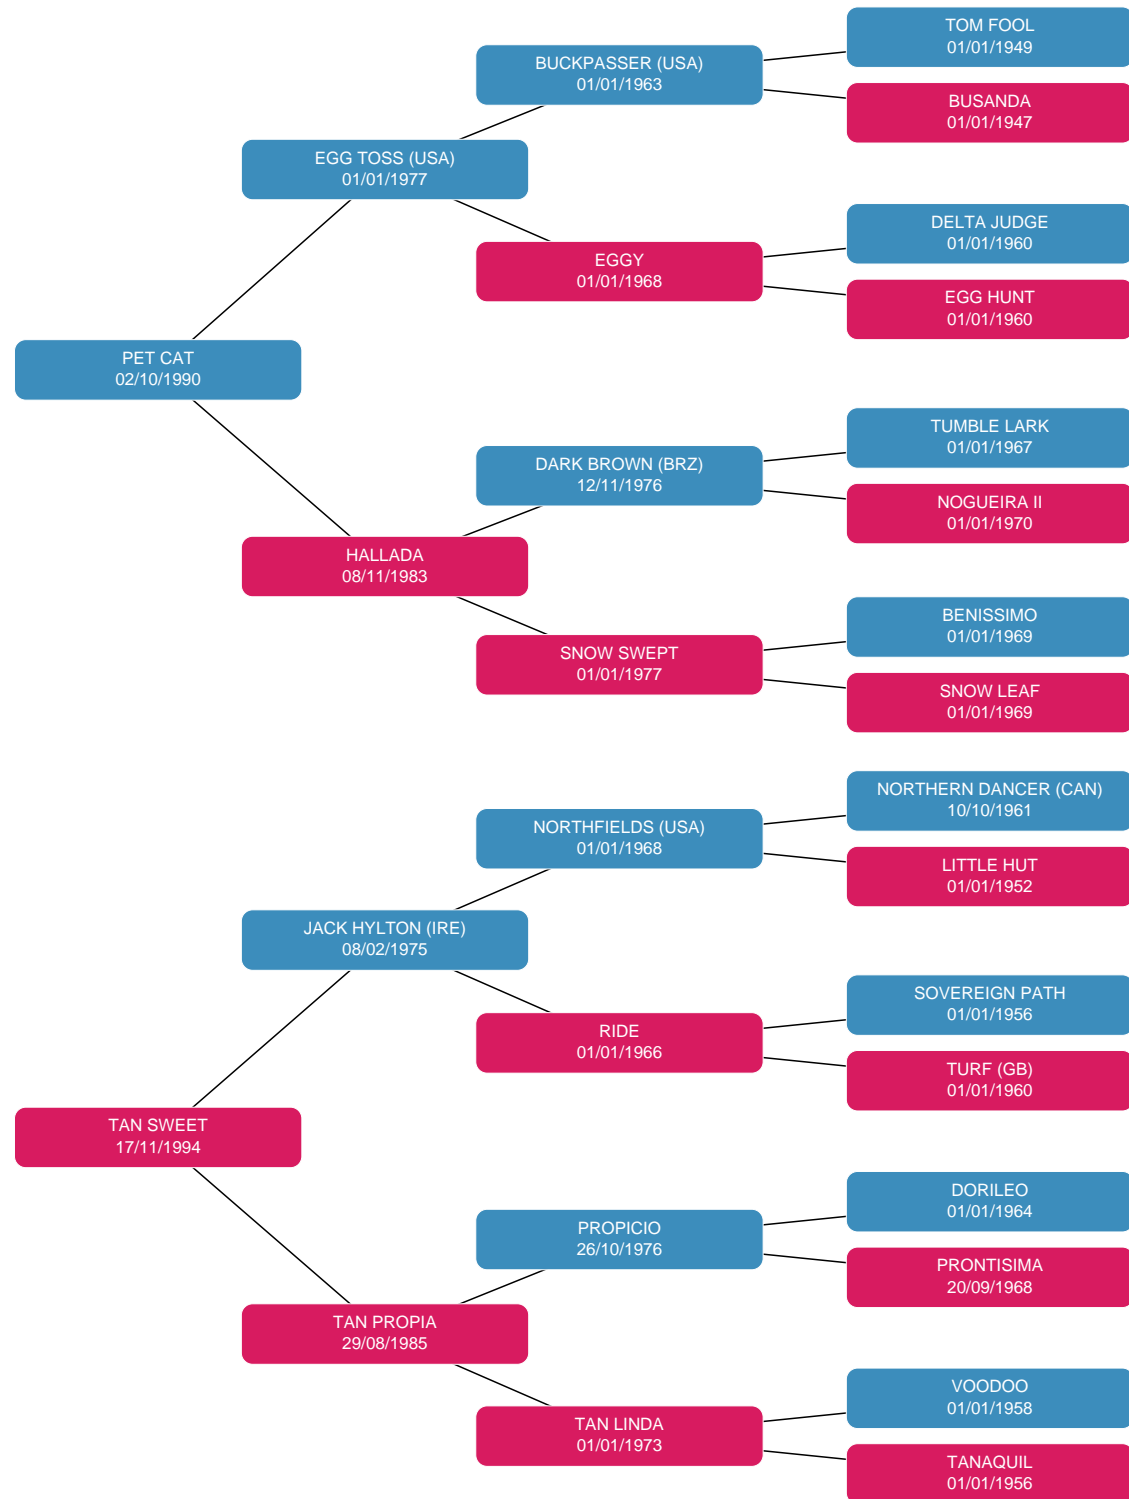 TOM FOOL
01/01/1949
BUCKPASSER (USA)
01/01/1963
BUSANDA
01/01/1947
EGG TOSS (USA)
01/01/1977
DELTA JUDGE
01/01/1960
EGGY
01/01/1968
EGG HUNT
01/01/1960
PET CAT
02/10/1990
TUMBLE LARK
01/01/1967
DARK BROWN (BRZ)
12/11/1976
NOGUEIRA II
01/01/1970
HALLADA
08/11/1983
BENISSIMO
01/01/1969
SNOW SWEPT
01/01/1977
SNOW LEAF
01/01/1969
NORTHERN DANCER (CAN)
10/10/1961
NORTHFIELDS (USA)
01/01/1968
LITTLE HUT
01/01/1952
JACK HYLTON (IRE)
08/02/1975
SOVEREIGN PATH
01/01/1956
RIDE
01/01/1966
TURF (GB)
01/01/1960
TAN SWEET
17/11/1994
DORILEO
01/01/1964
PROPICIO
26/10/1976
PRONTISIMA
20/09/1968
TAN PROPIA
29/08/1985
VOODOO
01/01/1958
TAN LINDA
01/01/1973
TANAQUIL
01/01/1956